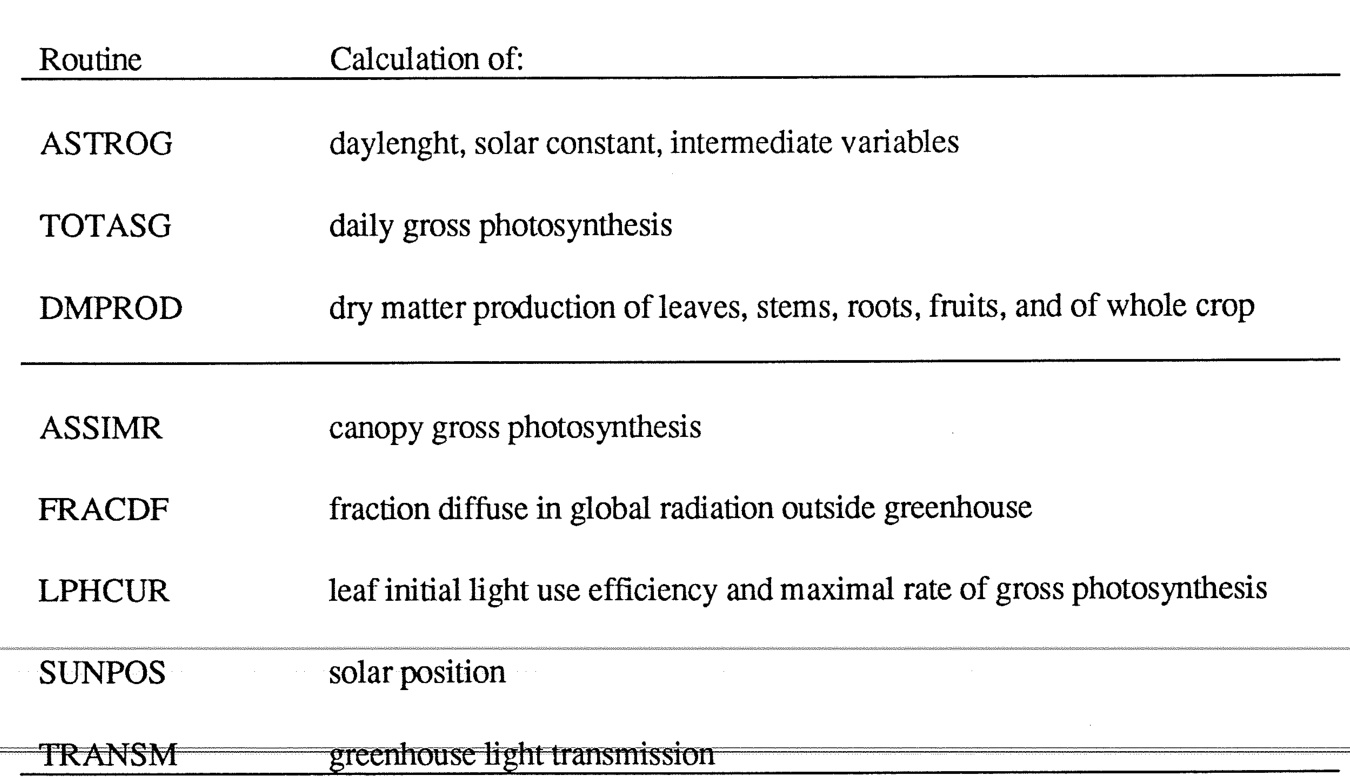 Routine Calculation of:
ASTROG daylenght, solar constant, intermediate variables
TOTASG daily gross photosynthesis
DMPROD dry matter production of leaves, stems, roots, fruits, and of whole crop
ASSIMR canopy gross photosynthesis
FRACDF fraction diffuse in global radiation outside greenhouse
LPHCUR leaf initial light use efficiency and maximal rate of gross photosynthesis
SUNPOS solar position
TRANSM greenhouse light transmission